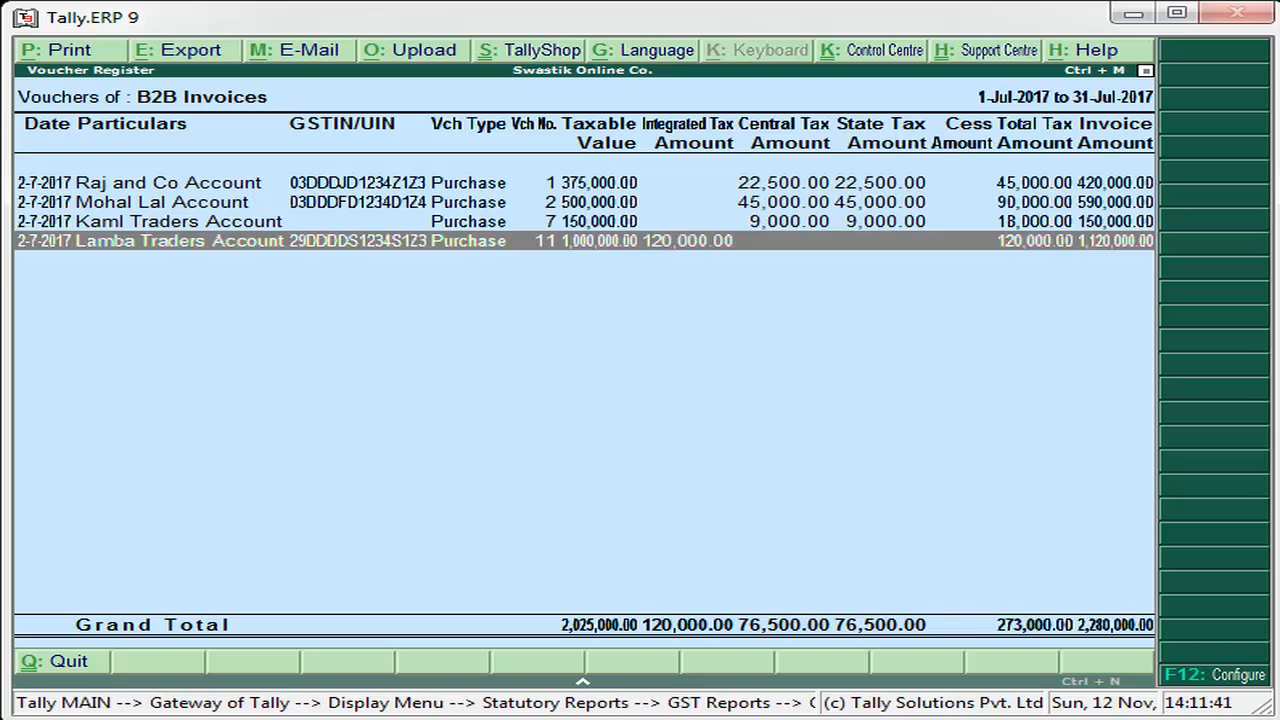 Tally.ERP 9
P: Print E: Export M: E-Mail O: Upload S: TallyShop G: Language K: Keyboard K: Control Centre H: Support Centre H: Help
Voucher Register Swastik Online Co. Ctrl + M
Vouchers of : B2B Invoices 1-Jul-2017 to 31-Jul-2017
Date Particulars GSTIN/UIN Vch Type Vch No. Taxable Integrated Tax Central Tax State Tax Cess Total Tax Invoice
Value Amount Amount Amount Amount Amount Amount
2-7-2017 Raj and Co Account 03DDDJD1234Z1Z3 Purchase 1 375,000.00 22,500.00 22,500.00 45,000.00 420,000.00
2-7-2017 Mohal Lal Account 03DDDFD1234D1Z4 Purchase 2 500,000.00 45,000.00 45,000.00 90,000.00 590,000.00
2-7-2017 Kaml Traders Account Purchase 7 150,000.00 9,000.00 9,000.00 18,000.00 150,000.00
2-7-2017 Lamba Traders Account 29DDDDS1234S1Z3 Purchase 11 1,000,000.00 120,000.00 120,000.00 1,120,000.00
Grand Total 2,025,000.00 120,000.00 76,500.00 76,500.00 273,000.00 2,280,000.00
Q: Quit
F12: Configure
Ctrl + N
Tally MAIN --> Gateway of Tally --> Display Menu --> Statutory Reports --> GST Reports --> (c) Tally Solutions Pvt. Ltd Sun, 12 Nov, 14:11:41